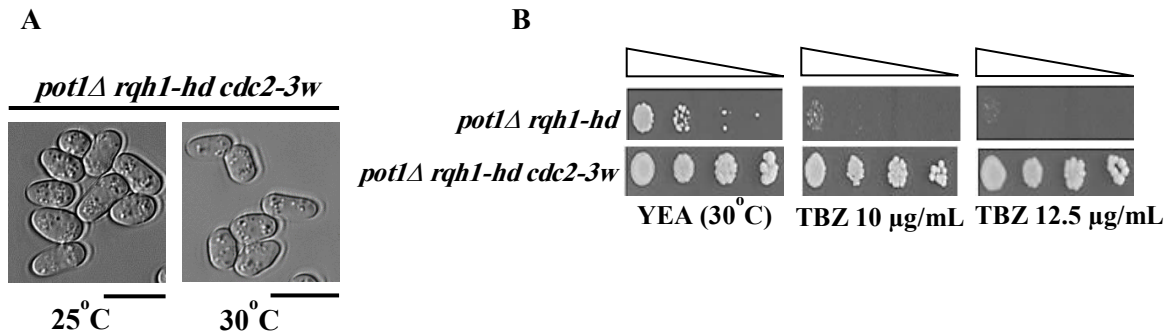 A
pot1Δ rqh1-hd cdc2-3w
25°C
30°C
B
pot1Δ rqh1-hd
pot1Δ rqh1-hd cdc2-3w
YEA (30°C)
TBZ 10 µg/mL
TBZ 12.5 µg/mL